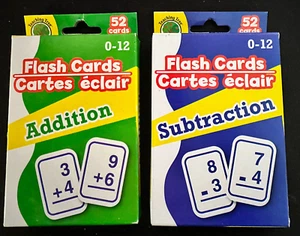 52
cards
0-12
Flash Cards
Cartes éclair
Addition
3
+4
9
+6
52
cards
0-12
Flash Cards
Cartes éclair
Subtraction
8
- 3
7
- 4